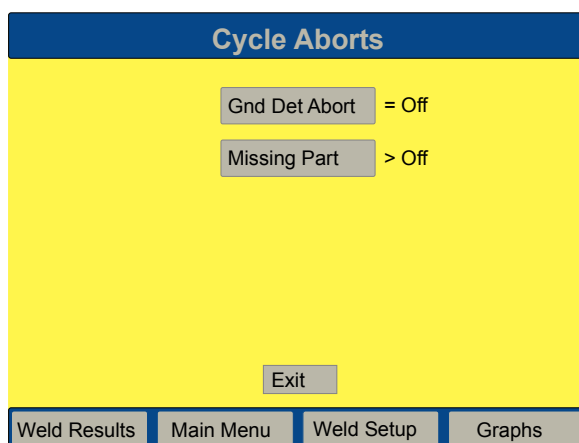 Cycle Aborts
Gnd Det Abort = Off
Missing Part > Off
Exit
Weld Results Main Menu Weld Setup Graphs